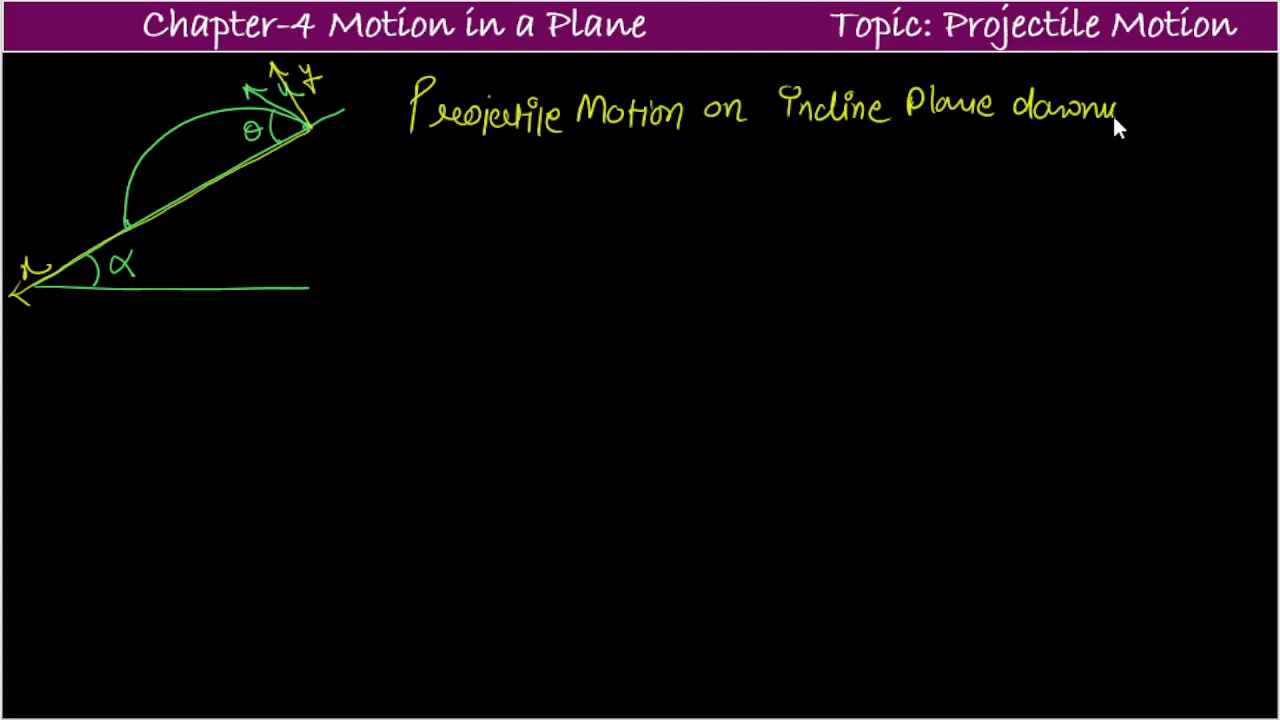 Chapter-4 Motion in a Plane Topic: Projectile Motion
Projectile Motion on Incline Plane downw
y
u
θ
x
α